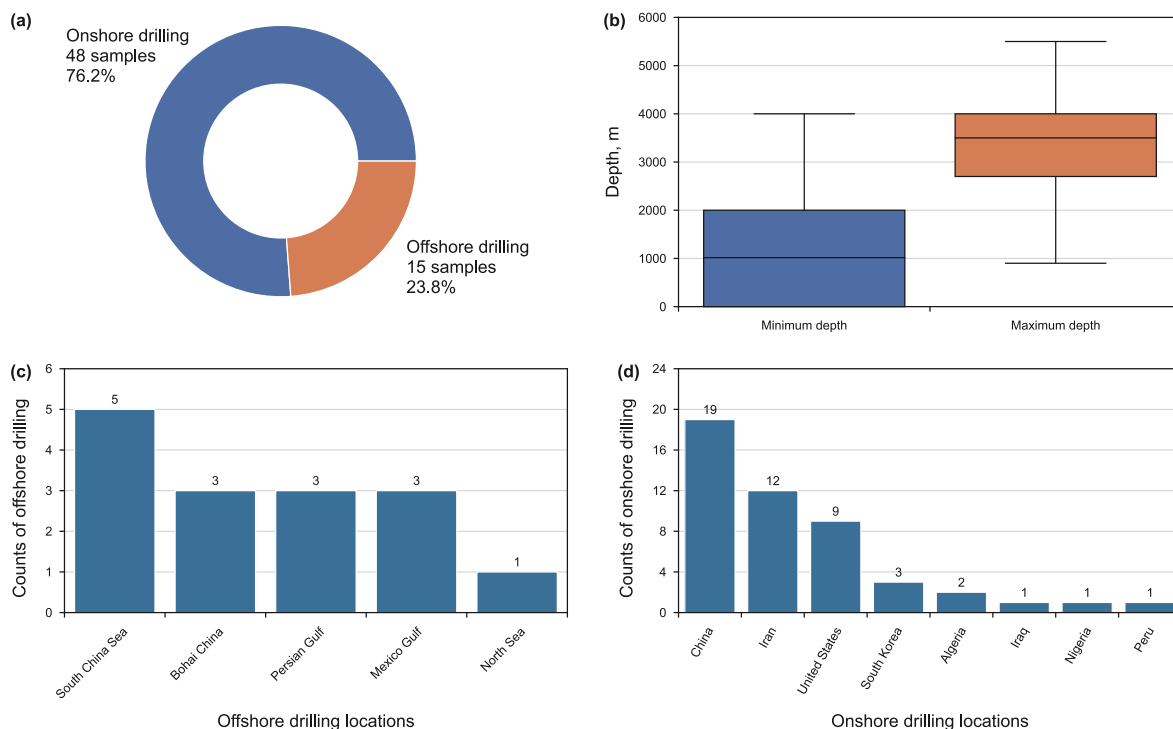 (a)
Onshore drilling
48 samples
76.2%
Offshore drilling
15 samples
23.8%
(b)
Depth, m
6000
5000
4000
3000
2000
1000
0
Minimum depth
Maximum depth
(c)
Counts of offshore drilling
6
5
4
3
2
1
0
5
3
3
3
1
South China Sea
Bohai China
Persian Gulf
Mexico Gulf
North Sea
Offshore drilling locations
(d)
Counts of onshore drilling
24
20
16
12
8
4
0
19
12
9
3
2
1
1
1
China
Iran
United States
South Korea
Algeria
Iraq
Nigeria
Peru
Onshore drilling locations